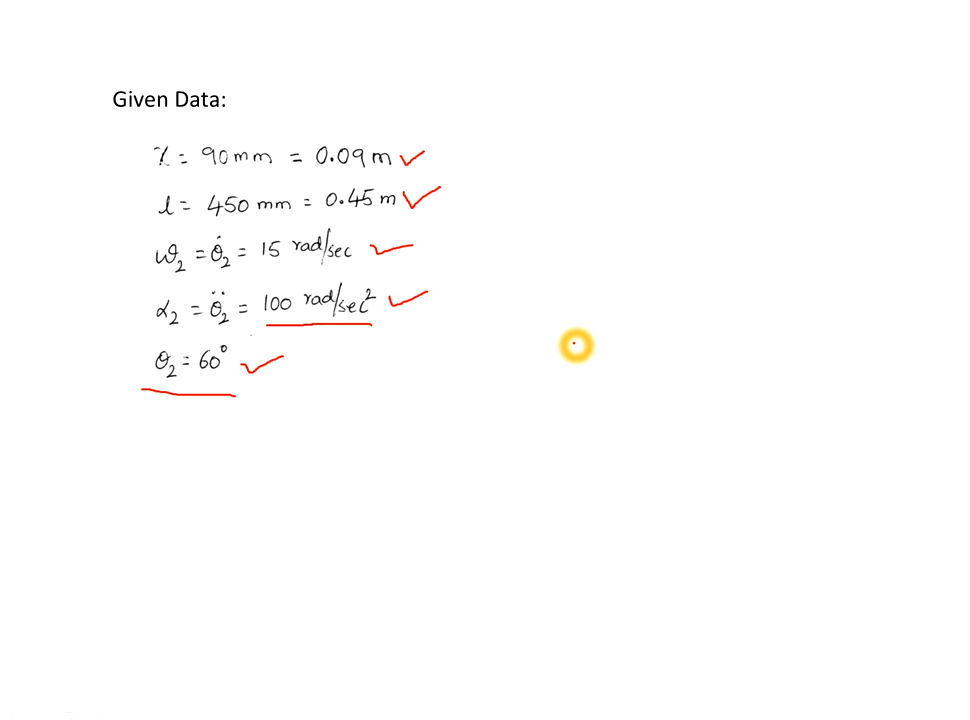 Given Data:
r = 90 mm = 0.09 m
l = 450 mm = 0.45 m
ω₂ = θ̇₂ = 15 rad/sec
α₂ = θ̈₂ = 100 rad/sec²
θ₂ = 60°